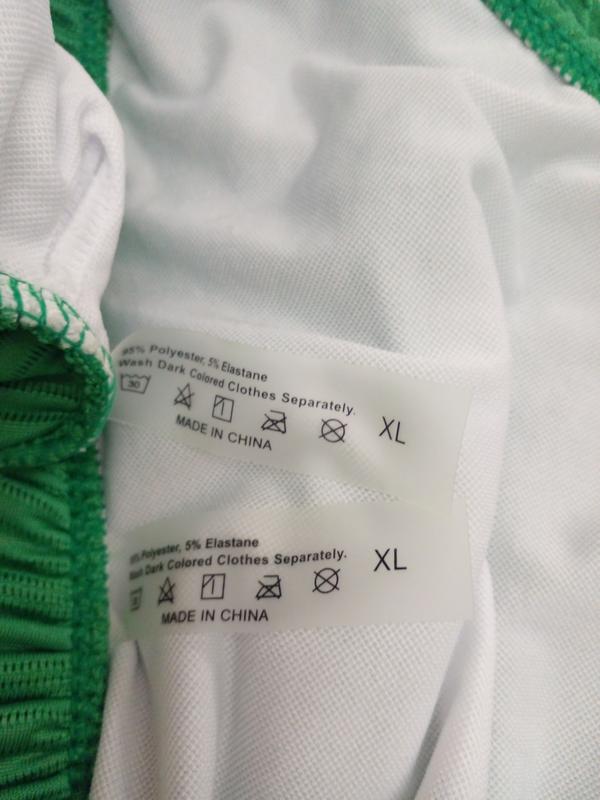 95% Polyester, 5% Elastane
Wash Dark Colored Clothes Separately.
30
XL
MADE IN CHINA
Polyester, 5% Elastane
Dark Colored Clothes Separately.
XL
MADE IN CHINA